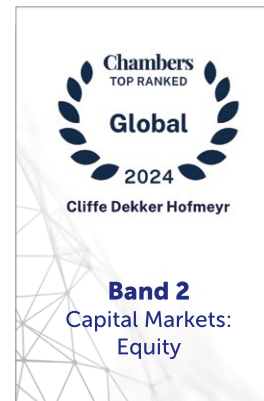 Chambers
TOP RANKED
Global
2024
Cliffe Dekker Hofmeyr
Band 2
Capital Markets:
Equity